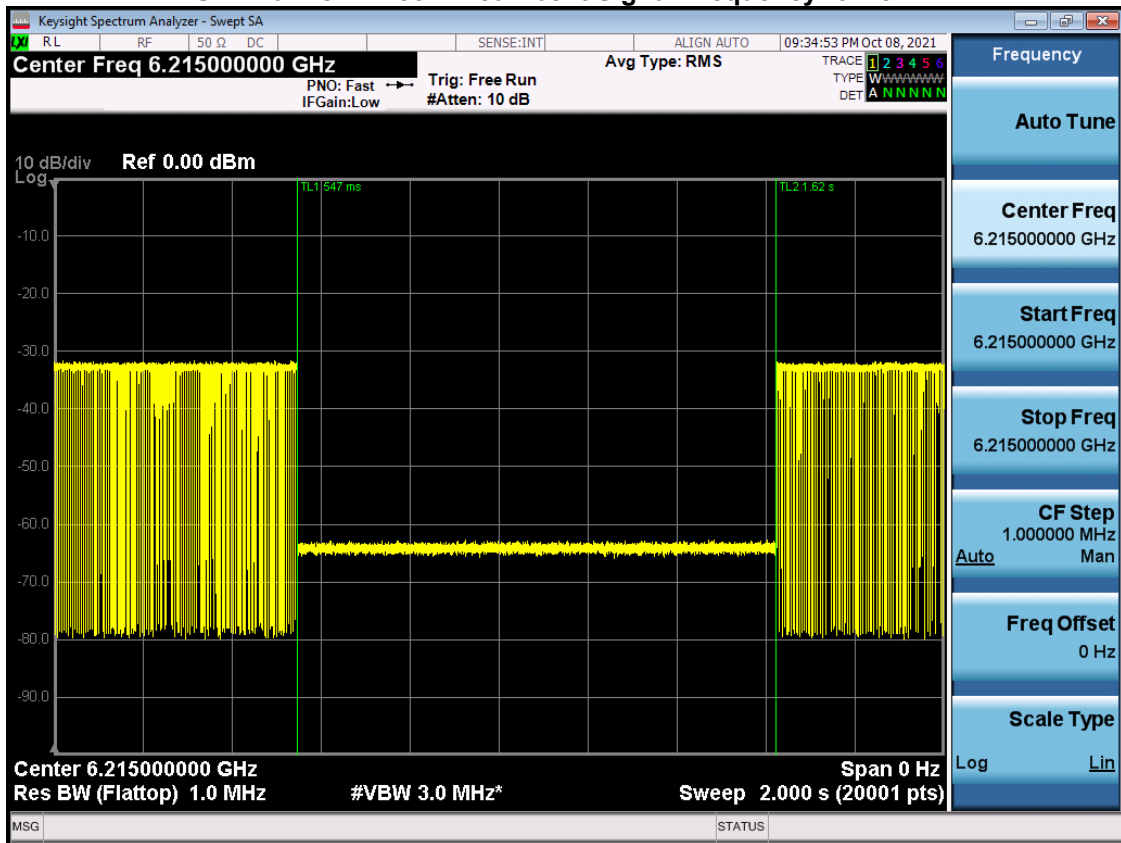 Keysight Spectrum Analyzer - Swept SA
LXI RL RF 50 Ω DC SENSE:INT ALIGN AUTO 09:34:53 PM Oct 08, 2021
Center Freq 6.215000000 GHz
PNO: Fast
IFGain:Low
Trig: Free Run
#Atten: 10 dB
Avg Type: RMS
TRACE 1 2 3 4 5 6
TYPE WWWWWW
DET A N N N N N
10 dB/div Ref 0.00 dBm
Log
TL1 547 ms
TL2 1.62 s
-10.0
-20.0
-30.0
-40.0
-50.0
-60.0
-70.0
-80.0
-90.0
Center 6.215000000 GHz Span 0 Hz
Res BW (Flattop) 1.0 MHz #VBW 3.0 MHz* Sweep 2.000 s (20001 pts)
MSG STATUS
Frequency
Auto Tune
Center Freq
6.215000000 GHz
Start Freq
6.215000000 GHz
Stop Freq
6.215000000 GHz
CF Step
1.000000 MHz
Auto Man
Freq Offset
0 Hz
Scale Type
Log Lin